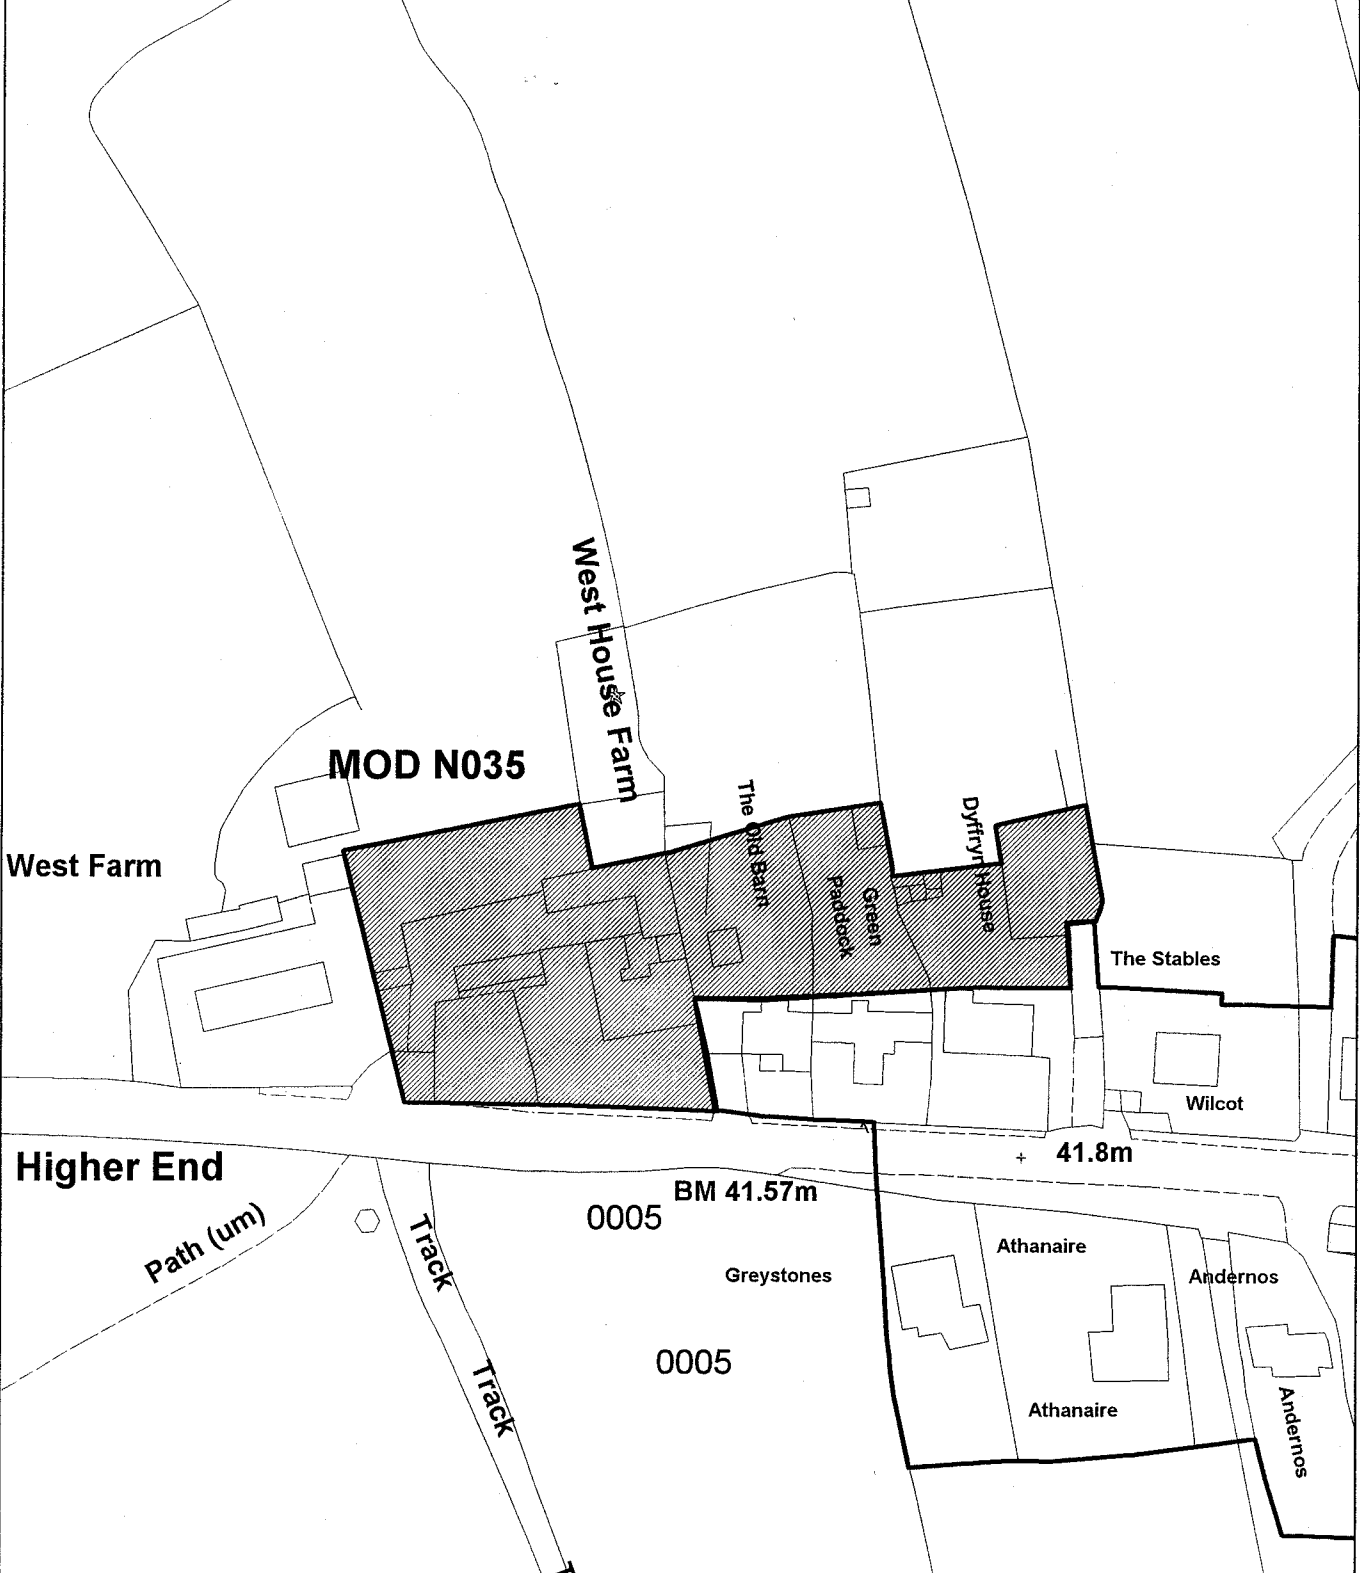 West House Farm
MOD N035
The Old Barn
Dyffryn House
West Farm
Green
Paddock
The Stables
Wilcot
41.8m
Higher End
BM 41.57m
0005
Path (um)
Track
Athanaire
Greystones
Andernos
0005
Track
Athanaire
Andernos